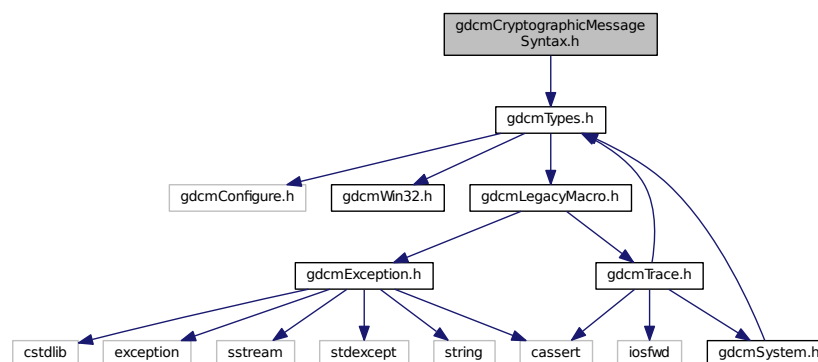 gdcmCryptographicMessage
Syntax.h
gdcmTypes.h
gdcmConfigure.h
gdcmWin32.h
gdcmLegacyMacro.h
gdcmException.h
gdcmTrace.h
cstdlib
exception
sstream
stdexcept
string
cassert
iosfwd
gdcmSystem.h